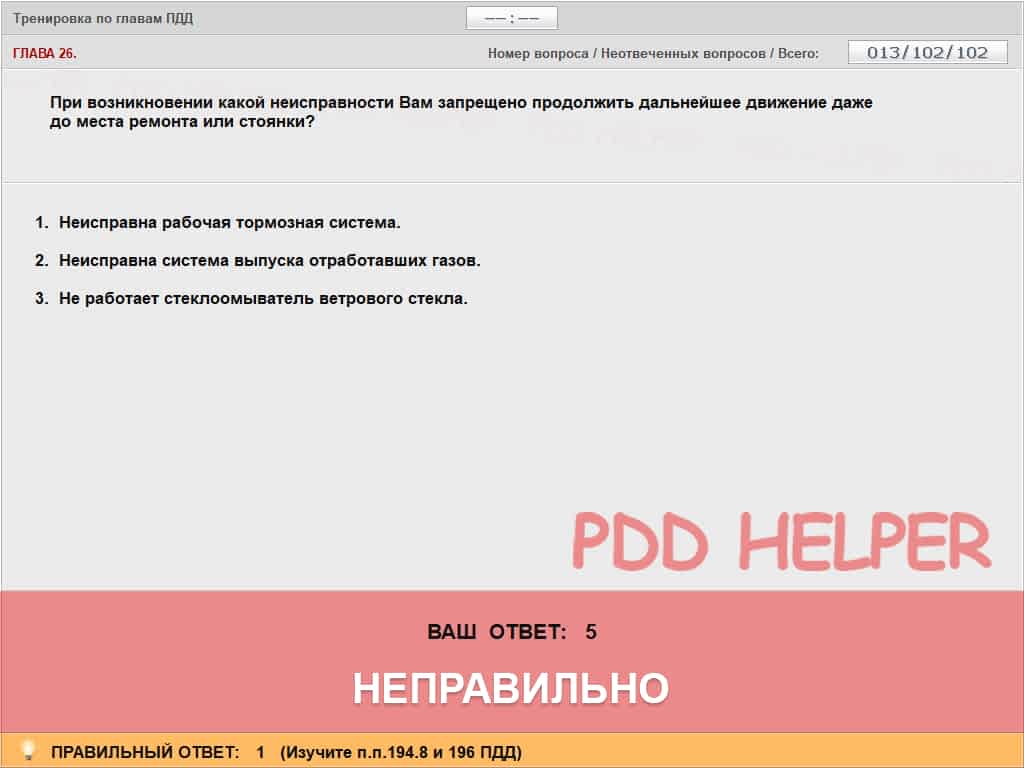 Тренировка по главам ПДД
—— : ——
ГЛАВА 26.
Номер вопроса / Неотвеченных вопросов / Всего:
013/102/102
При возникновении какой неисправности Вам запрещено продолжить дальнейшее движение даже
до места ремонта или стоянки?
1. Неисправна рабочая тормозная система.
2. Неисправна система выпуска отработавших газов.
3. Не работает стеклоомыватель ветрового стекла.
PDD HELPER
ВАШ ОТВЕТ: 5
НЕПРАВИЛЬНО
ПРАВИЛЬНЫЙ ОТВЕТ: 1 (Изучите п.п.194.8 и 196 ПДД)